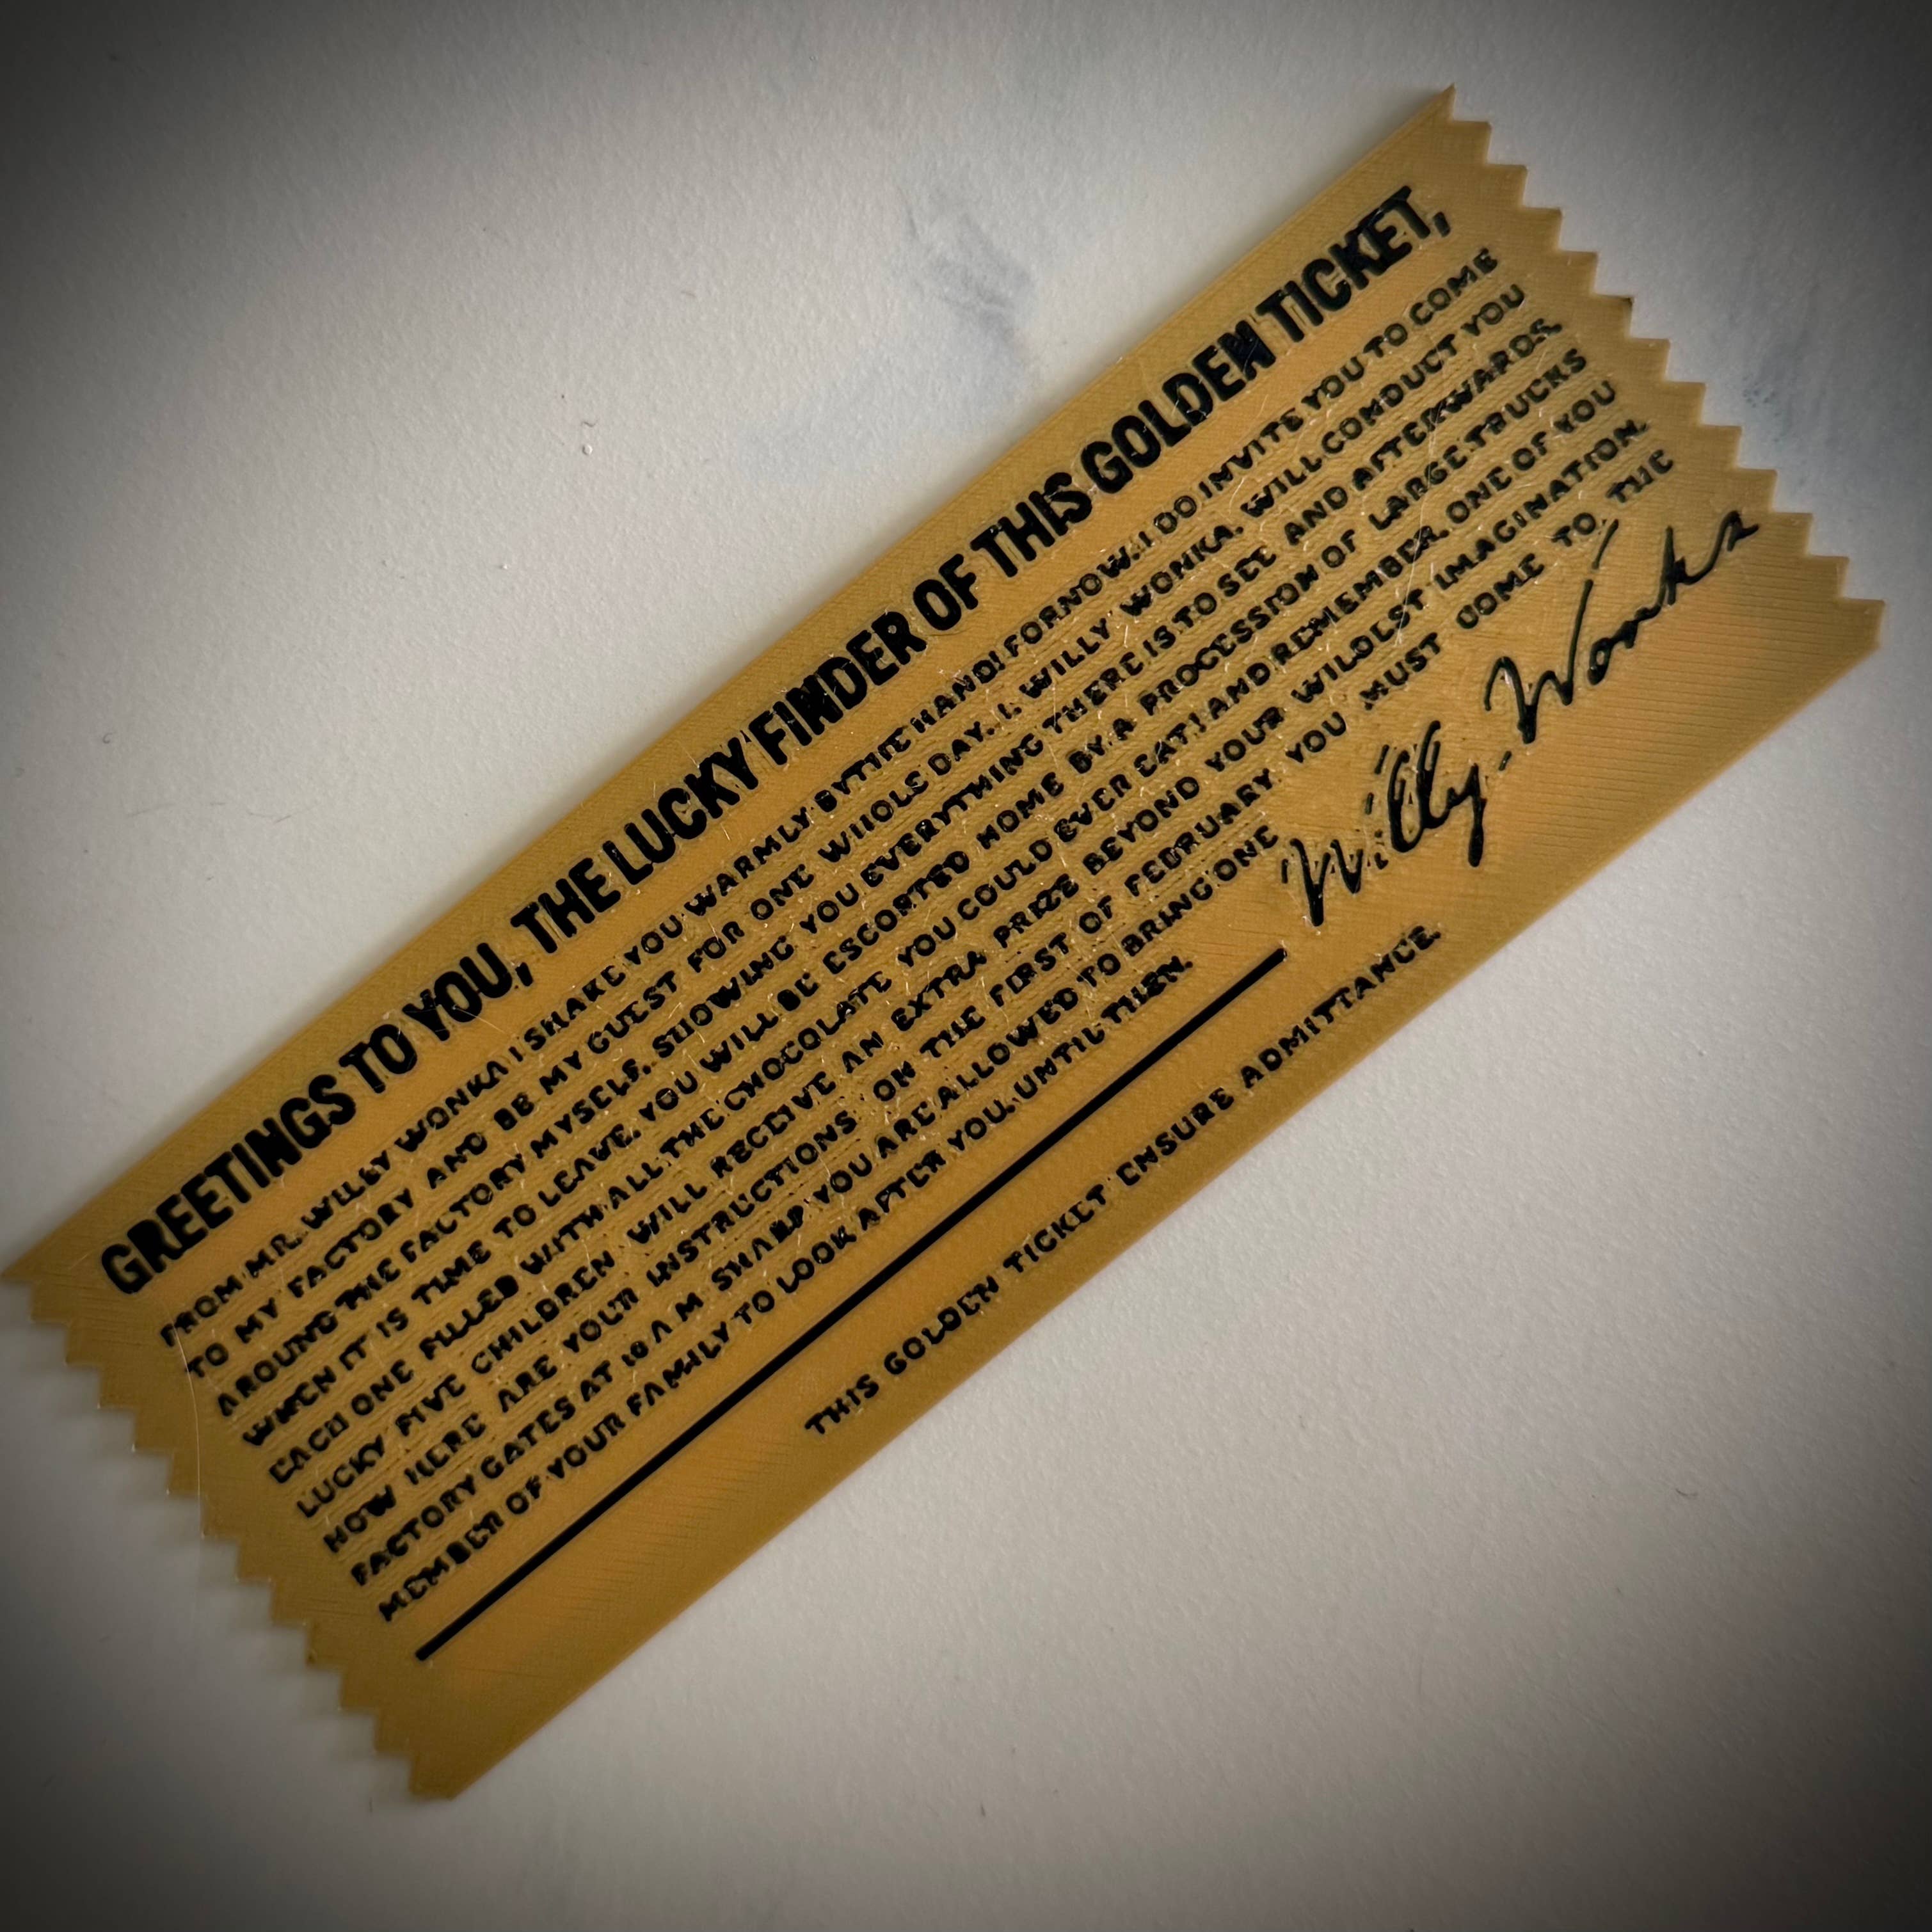 GREETINGS TO YOU, THE LUCKY FINDER OF THIS GOLDEN TICKET,
FROM MR. WILLY WONKA I SHAKE YOU WARMLY BY THE HAND! FOR NOW, I DO INVITE YOU TO COME
TO MY FACTORY AND BE MY GUEST FOR ONE WHOLE DAY. I, WILLY WONKA, WILL CONDUCT YOU
AROUND THE FACTORY MYSELF, SHOWING YOU EVERYTHING THERE IS TO SEE AND AFTERWARDS,
WHEN IT IS TIME TO LEAVE, YOU WILL BE ESCORTED HOME BY A PROCESSION OF LARGE TRUCKS
EACH ONE FILLED WITH ALL THE CHOCOLATE YOU COULD EVER EAT! AND REMEMBER, ONE OF YOU
LUCKY FIVE CHILDREN WILL RECEIVE AN EXTRA PRIZE BEYOND YOUR WILDEST IMAGINATION.
NOW HERE ARE YOUR INSTRUCTIONS ON THE FIRST OF FEBRUARY, YOU MUST COME TO THE
FACTORY GATES AT 10 A M SHARP YOU ARE ALLOWED TO BRING ONE
MEMBER OF YOUR FAMILY TO LOOK AFTER YOU. UNTIL THEN,
Willy Wonka
THIS GOLDEN TICKET ENSURE ADMITTANCE.